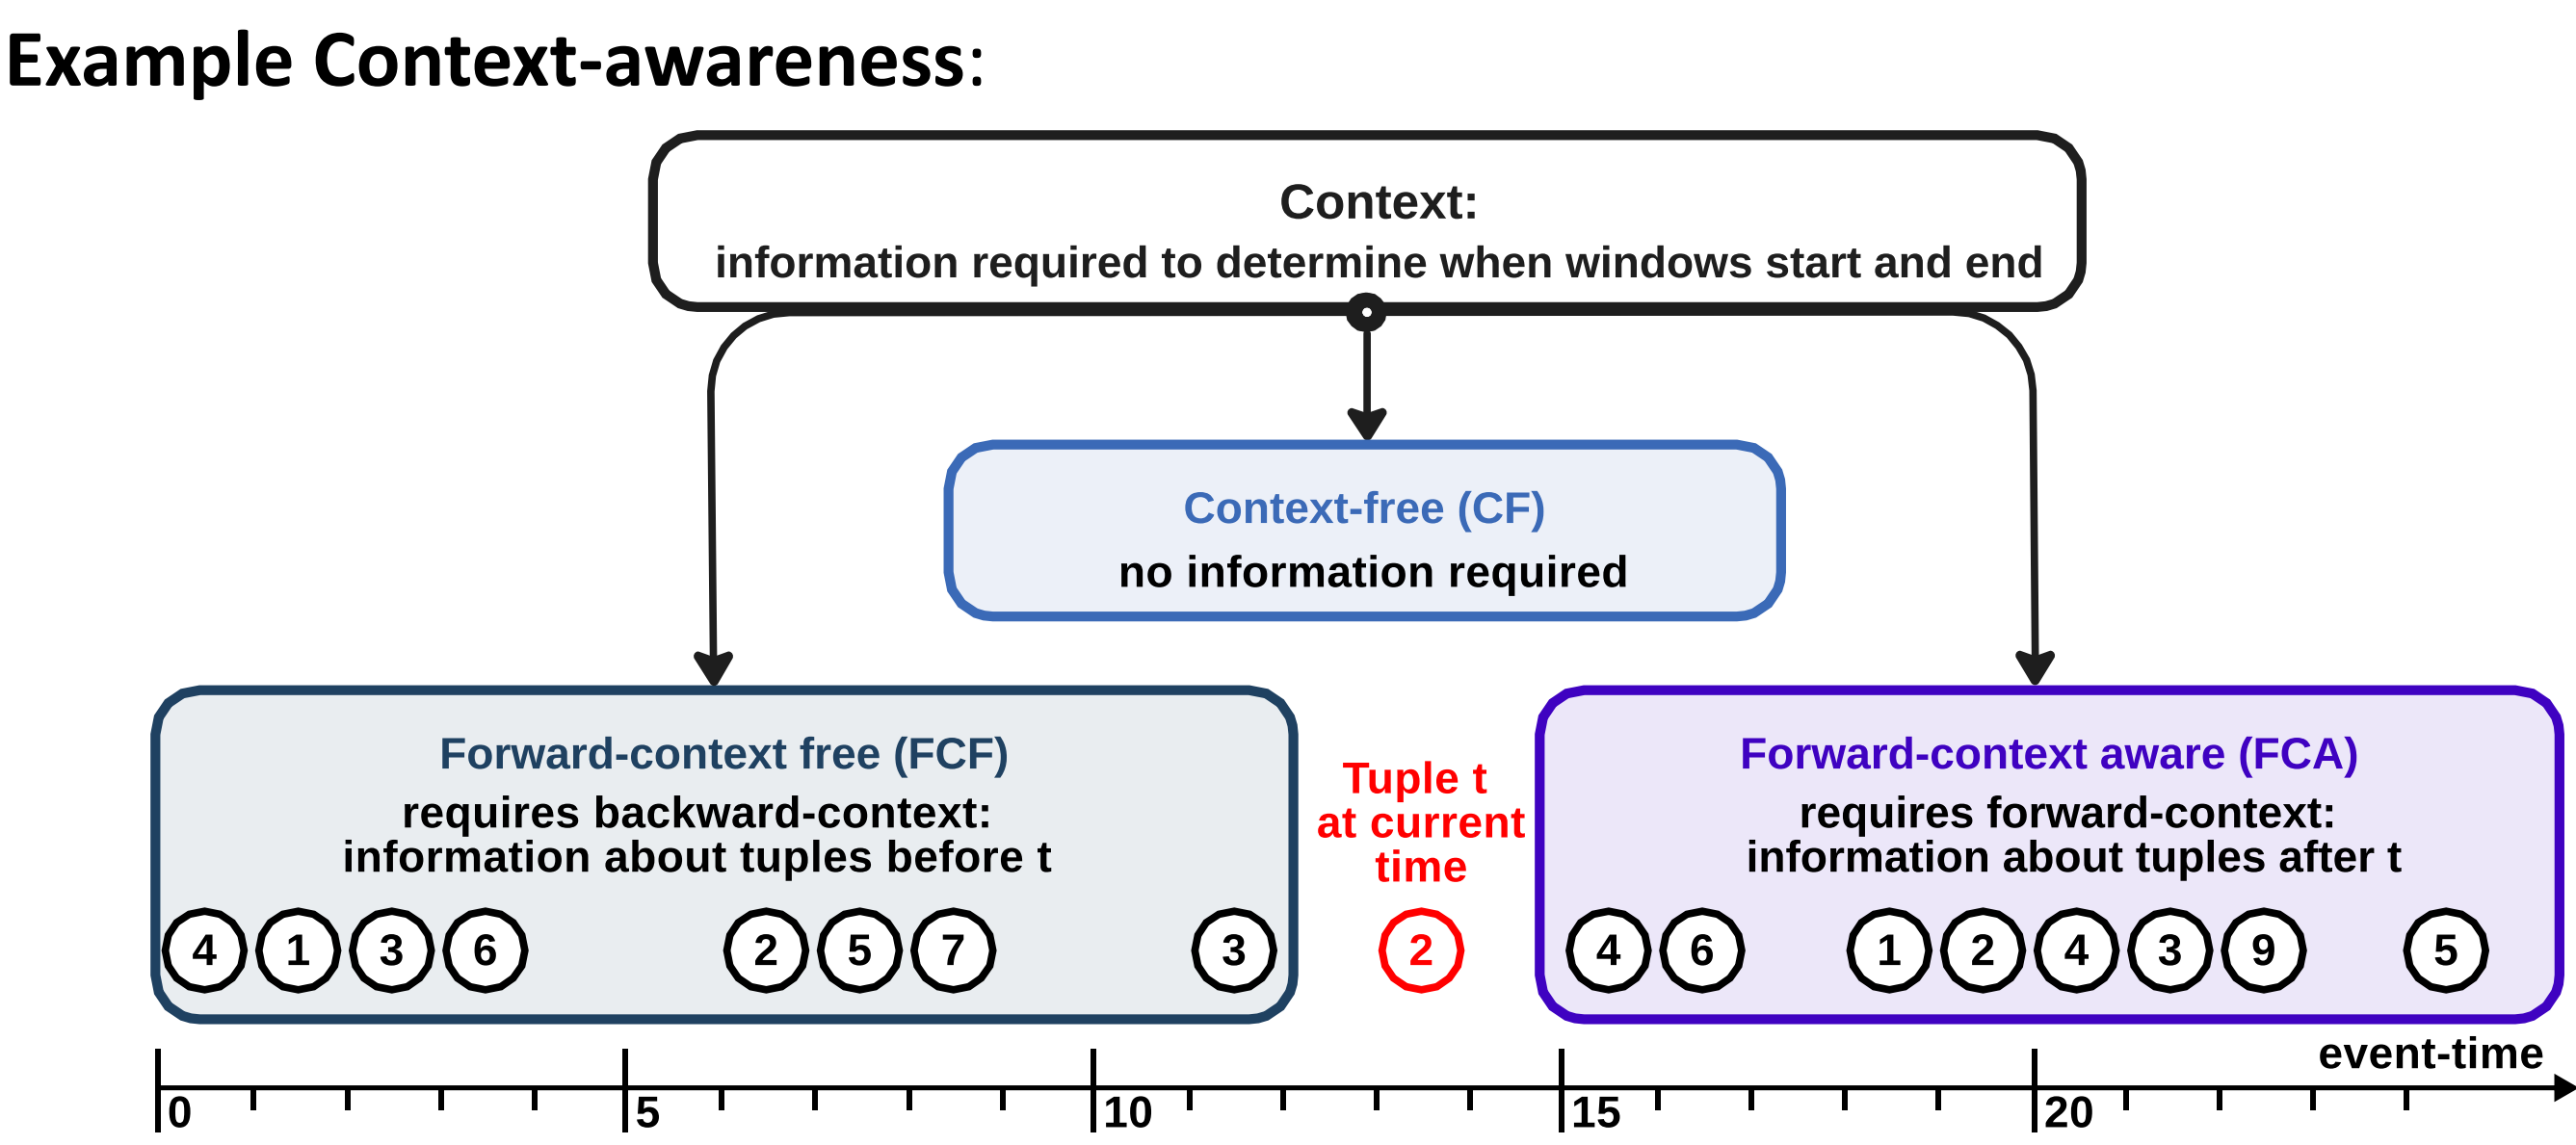 Example Context-awareness:
Context:
information required to determine when windows start and end
Context-free (CF)
no information required
Forward-context free (FCF)
requires backward-context:
information about tuples before t
4 1 3 6 2 5 7 3
Tuple t
at current
time
2
Forward-context aware (FCA)
requires forward-context:
information about tuples after t
4 6 1 2 4 3 9 5
event-time
0 5 10 15 20